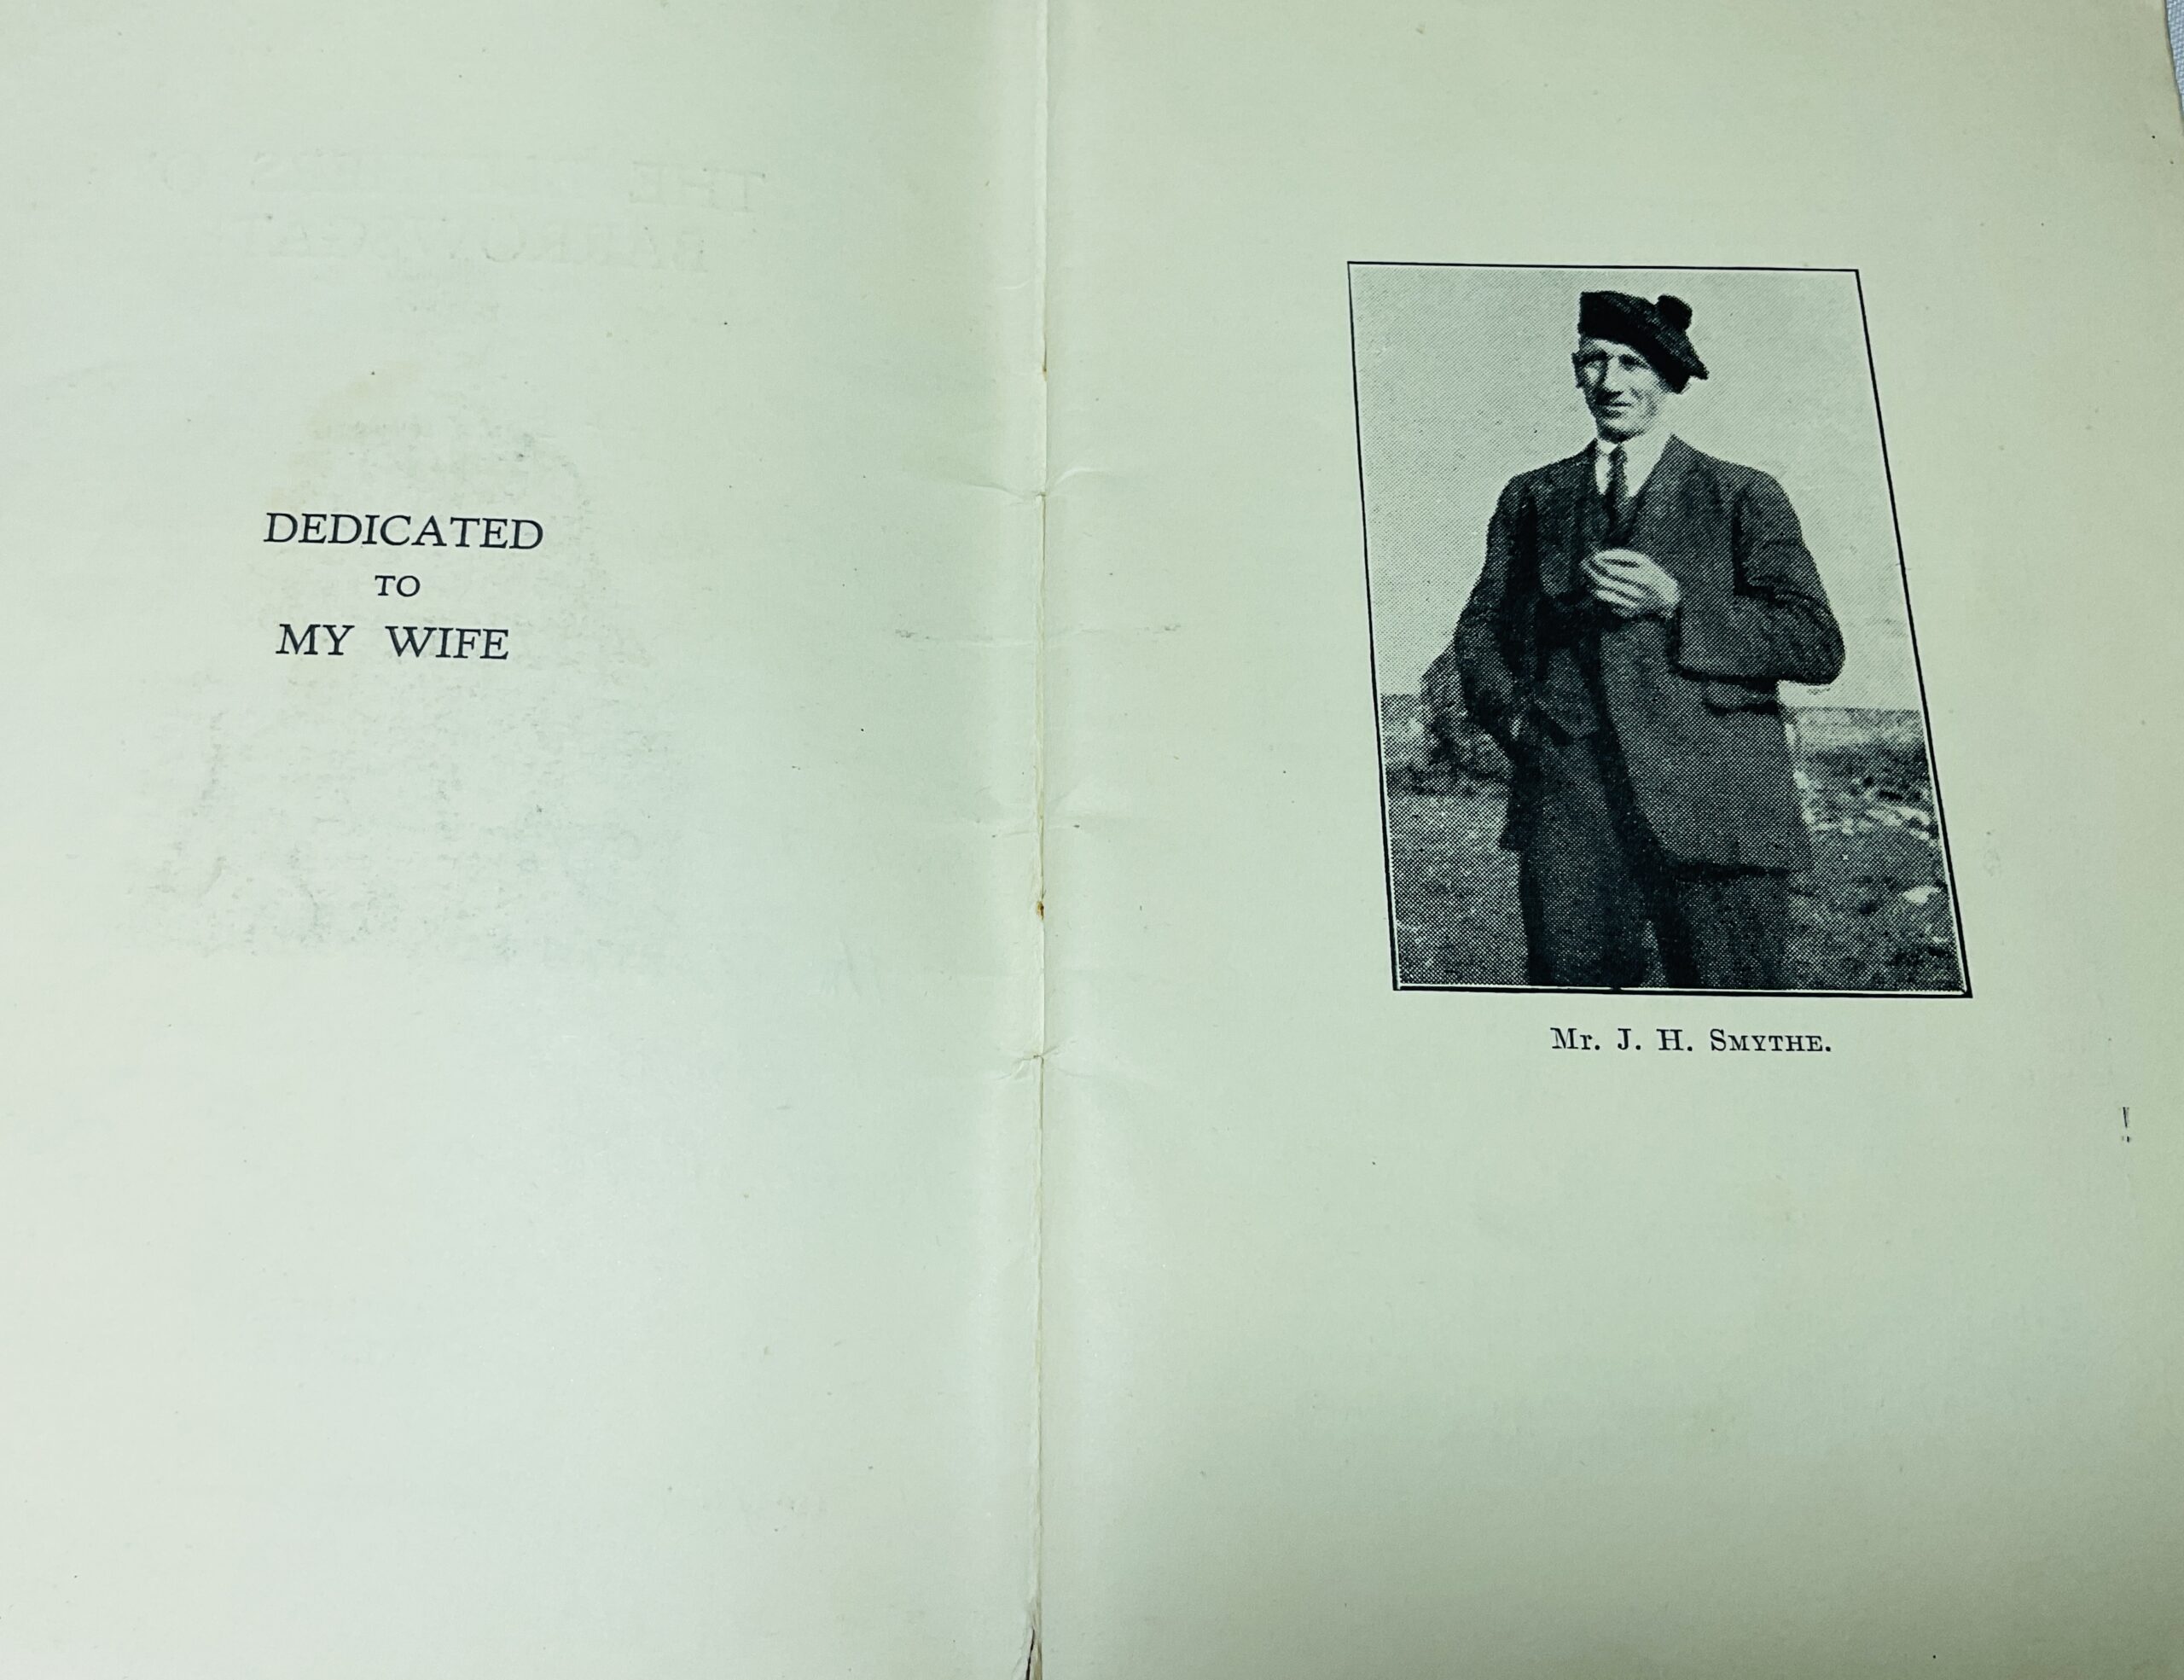 DEDICATED
TO
MY WIFE
Mr. J. H. SMYTHE.